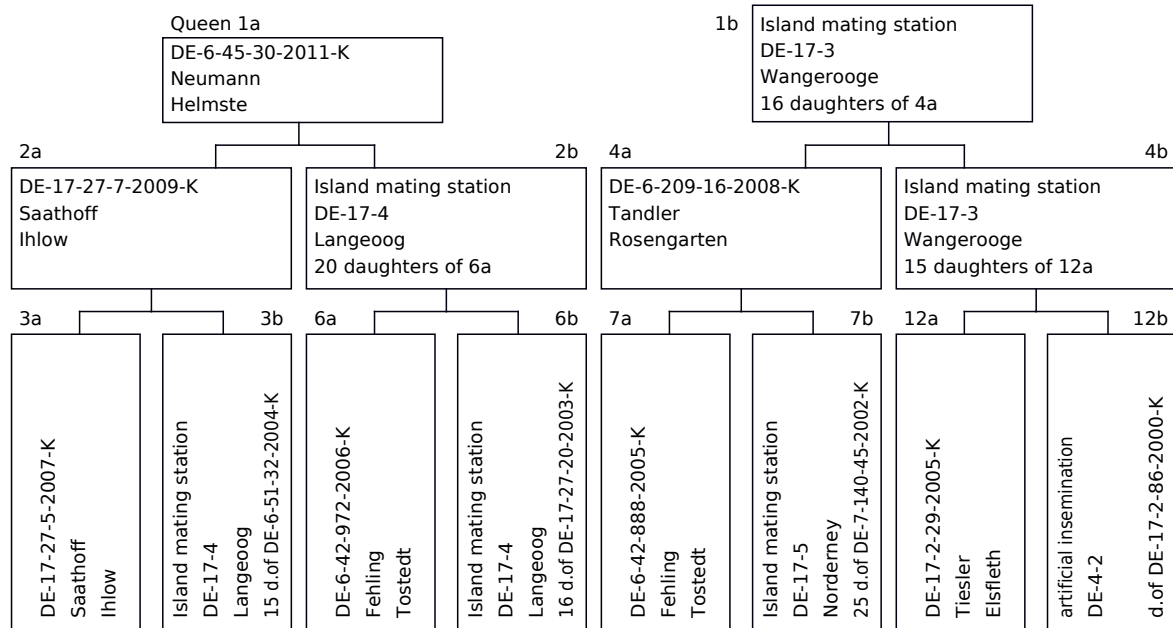 Queen 1a
DE-6-45-30-2011-K
Neumann
Helmste
1b
Island mating station
DE-17-3
Wangerooge
16 daughters of 4a
2a
DE-17-27-7-2009-K
Saathoff
Ihlow
2b
Island mating station
DE-17-4
Langeoog
20 daughters of 6a
4a
DE-6-209-16-2008-K
Tandler
Rosengarten
4b
Island mating station
DE-17-3
Wangerooge
15 daughters of 12a
3a
DE-17-27-5-2007-K
Saathoff
Ihlow
3b
Island mating station
DE-17-4
Langeoog
15 d.of DE-6-51-32-2004-K
6a
DE-6-42-972-2006-K
Fehling
Tostedt
6b
Island mating station
DE-17-4
Langeoog
16 d.of DE-17-27-20-2003-K
7a
DE-6-42-888-2005-K
Fehling
Tostedt
7b
Island mating station
DE-17-5
Norderney
25 d.of DE-7-140-45-2002-K
12a
DE-17-2-29-2005-K
Tiesler
Elsfleth
12b
artificial insemination
DE-4-2
d.of DE-17-2-86-2000-K